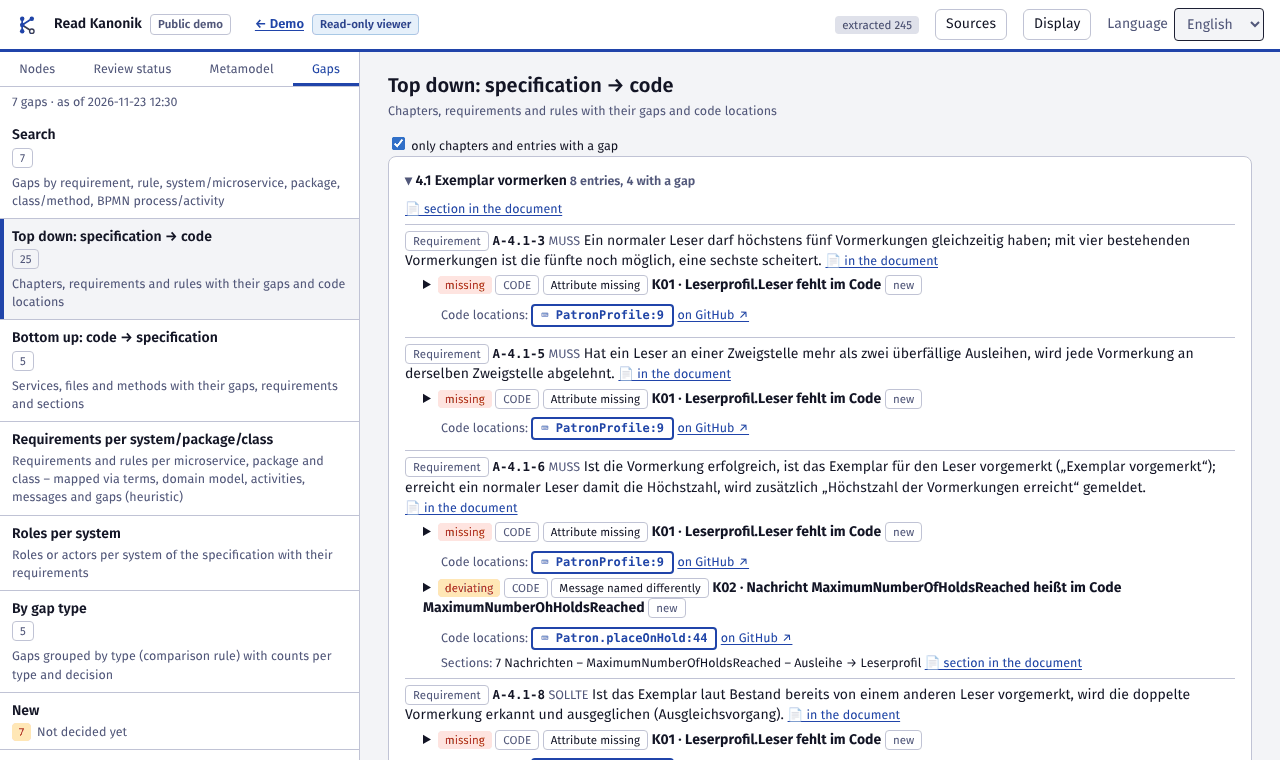 Read Kanonik Public demo ← Demo Read-only viewer extracted 245 Sources Display Language English
Nodes Review status Metamodel Gaps
7 gaps · as of 2026-11-23 12:30
Search
7
Gaps by requirement, rule, system/microservice, package,
class/method, BPMN process/activity
Top down: specification → code
25
Chapters, requirements and rules with their gaps and code
locations
Bottom up: code → specification
5
Services, files and methods with their gaps, requirements
and sections
Requirements per system/package/class
Requirements and rules per microservice, package and
class – mapped via terms, domain model, activities,
messages and gaps (heuristic)
Roles per system
Roles or actors per system of the specification with their
requirements
By gap type
5
Gaps grouped by type (comparison rule) with counts per
type and decision
New
7 Not decided yet
Top down: specification → code
Chapters, requirements and rules with their gaps and code locations
only chapters and entries with a gap
▾ 4.1 Exemplar vormerken 8 entries, 4 with a gap
section in the document
Requirement A-4.1-3 MUSS Ein normaler Leser darf höchstens fünf Vormerkungen gleichzeitig haben; mit vier bestehenden
Vormerkungen ist die fünfte noch möglich, eine sechste scheitert. in the document
▶ missing CODE Attribute missing K01 · Leserprofil.Leser fehlt im Code new
Code locations: PatronProfile:9 on GitHub ↗
Requirement A-4.1-5 MUSS Hat ein Leser an einer Zweigstelle mehr als zwei überfällige Ausleihen, wird jede Vormerkung an
derselben Zweigstelle abgelehnt. in the document
▶ missing CODE Attribute missing K01 · Leserprofil.Leser fehlt im Code new
Code locations: PatronProfile:9 on GitHub ↗
Requirement A-4.1-6 MUSS Ist die Vormerkung erfolgreich, ist das Exemplar für den Leser vorgemerkt („Exemplar vorgemerkt“);
erreicht ein normaler Leser damit die Höchstzahl, wird zusätzlich „Höchstzahl der Vormerkungen erreicht“ gemeldet.
in the document
▶ missing CODE Attribute missing K01 · Leserprofil.Leser fehlt im Code new
Code locations: PatronProfile:9 on GitHub ↗
▶ deviating CODE Message named differently K02 · Nachricht MaximumNumberOfHoldsReached heißt im Code
MaximumNumberOhHoldsReached new
Code locations: Patron.placeOnHold:44 on GitHub ↗
Sections: 7 Nachrichten – MaximumNumberOfHoldsReached – Ausleihe → Leserprofil section in the document
Requirement A-4.1-8 SOLLTE Ist das Exemplar laut Bestand bereits von einem anderen Leser vorgemerkt, wird die doppelte
Vormerkung erkannt und ausgeglichen (Ausgleichsvorgang). in the document
▶ missing CODE Attribute missing K01 · Leserprofil.Leser fehlt im Code new